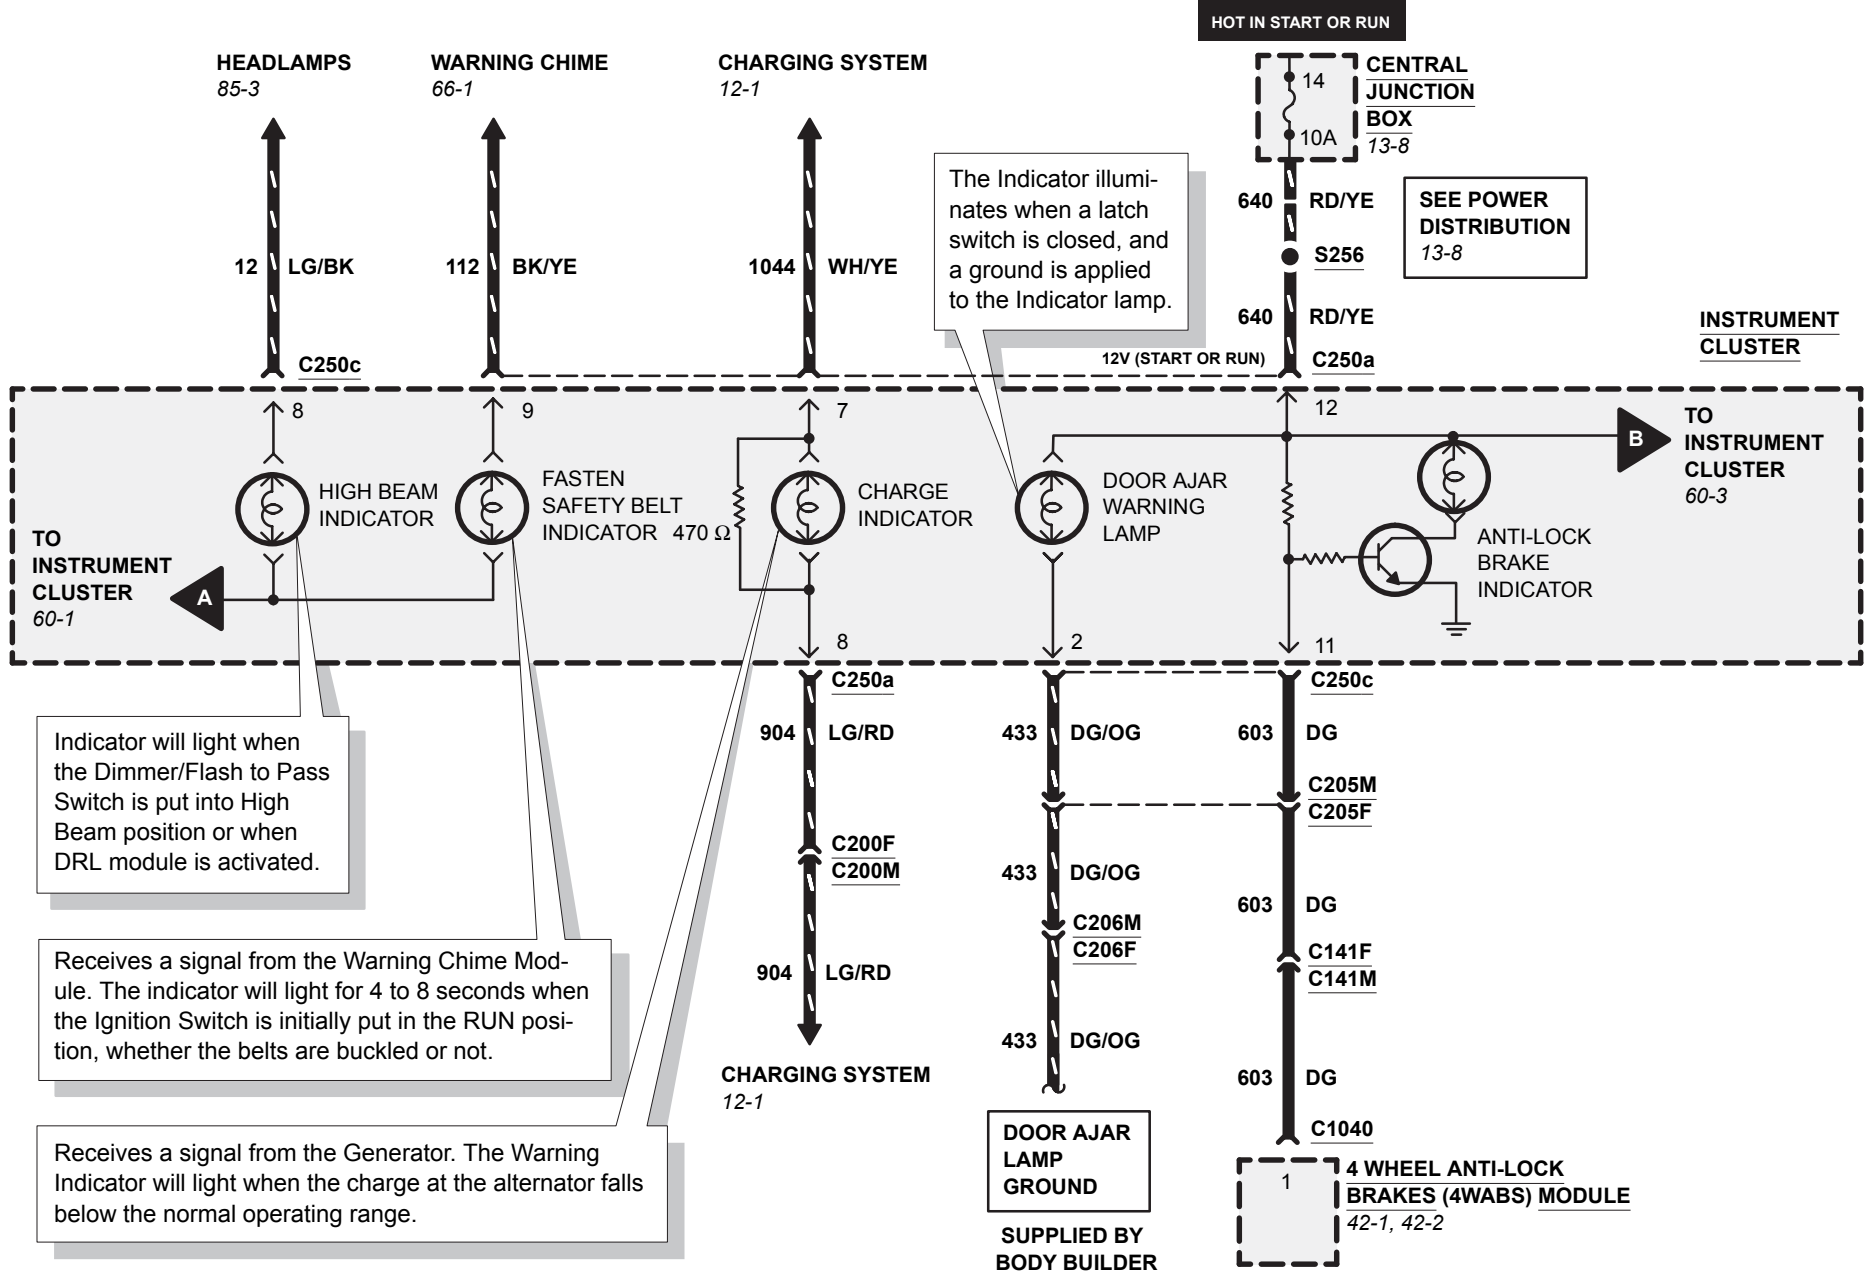 HOT IN START OR RUN
HEADLAMPS
85-3
WARNING CHIME
66-1
CHARGING SYSTEM
12-1
14
10A
CENTRAL
JUNCTION
BOX
13-8
The Indicator illumi-
nates when a latch
switch is closed, and
a ground is applied
to the Indicator lamp.
640 RD/YE
SEE POWER
DISTRIBUTION
13-8
S256
12 LG/BK
112 BK/YE
1044 WH/YE
640 RD/YE
INSTRUMENT
CLUSTER
C250c
12V (START OR RUN)
C250a
8
9
7
12
B
TO
INSTRUMENT
CLUSTER
60-3
HIGH BEAM
INDICATOR
FASTEN
SAFETY BELT
INDICATOR
470 Ω
CHARGE
INDICATOR
DOOR AJAR
WARNING
LAMP
ANTI-LOCK
BRAKE
INDICATOR
TO
INSTRUMENT
CLUSTER
60-1
A
8
2
11
C250a
C250c
904 LG/RD
433 DG/OG
603 DG
Indicator will light when
the Dimmer/Flash to Pass
Switch is put into High
Beam position or when
DRL module is activated.
C205M
C205F
C200F
C200M
433 DG/OG
603 DG
C206M
C206F
C141F
C141M
Receives a signal from the Warning Chime Mod-
ule. The indicator will light for 4 to 8 seconds when
the Ignition Switch is initially put in the RUN posi-
tion, whether the belts are buckled or not.
904 LG/RD
433 DG/OG
603 DG
CHARGING SYSTEM
12-1
Receives a signal from the Generator. The Warning
Indicator will light when the charge at the alternator falls
below the normal operating range.
DOOR AJAR
LAMP
GROUND
SUPPLIED BY
BODY BUILDER
C1040
1
4 WHEEL ANTI-LOCK
BRAKES (4WABS) MODULE
42-1, 42-2